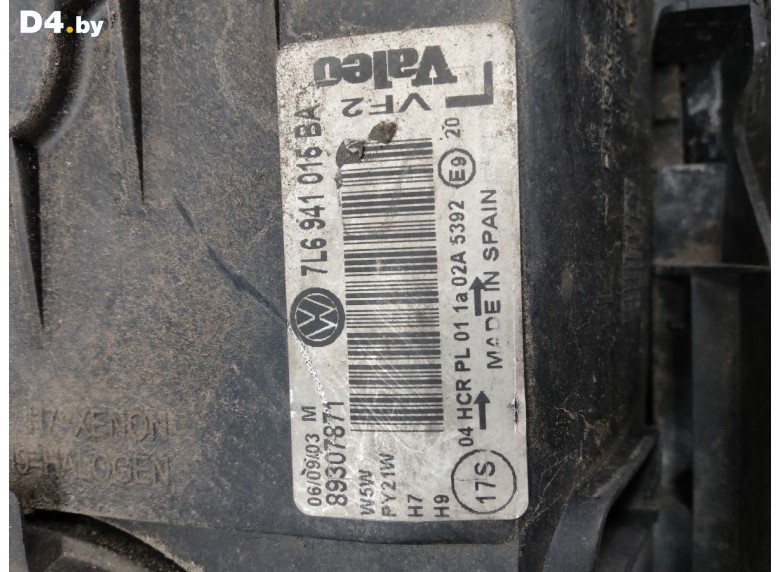 D4.by
Valeo
L VF2
7L6 941 016 BA
06/09/03 M
89307871
W5W
PY21W
H7
H9
17S
04 HCR PL 01 1a 02A 5392 E9 20
MADE IN SPAIN
XENON
HALOGEN